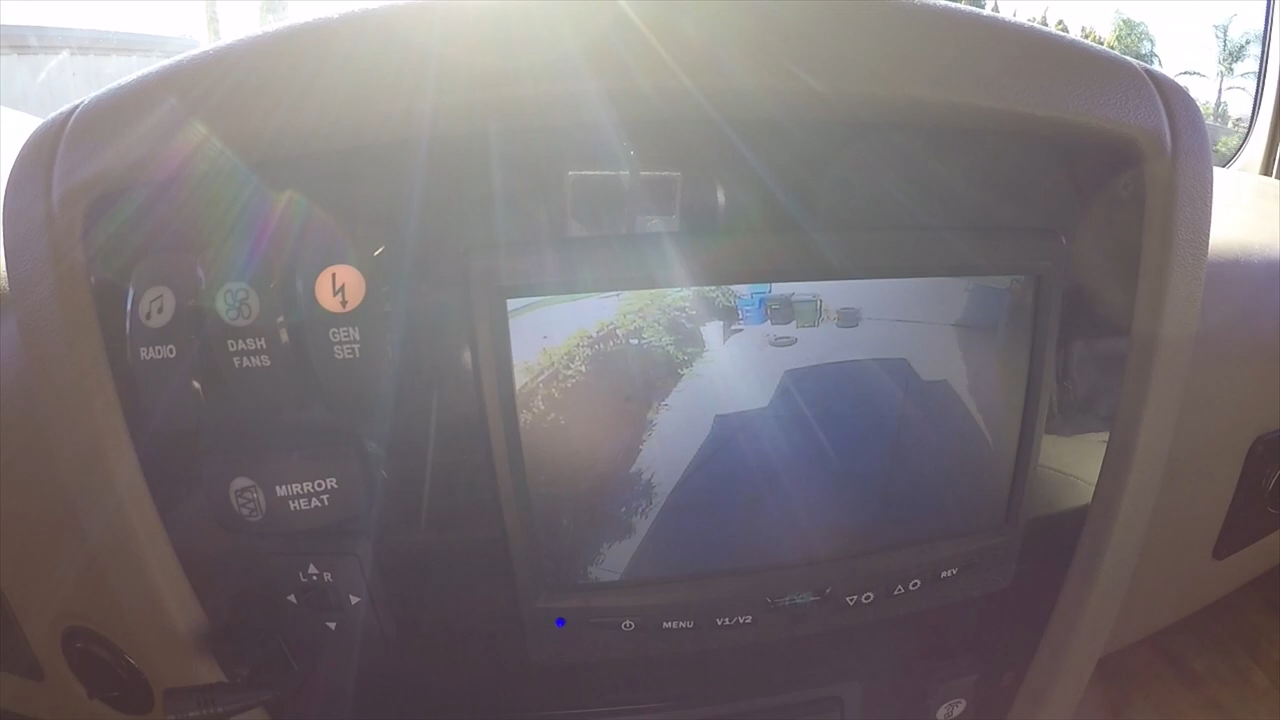 RADIO
DASH
FANS
GEN
SET
MIRROR
HEAT
L R
MENU
V1/V2
REV